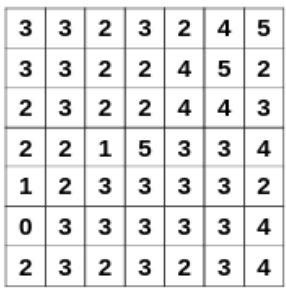 3 3 2 3 2 4 5
3 3 2 2 4 5 2
2 3 2 2 4 4 3
2 2 1 5 3 3 4
1 2 3 3 3 3 2
0 3 3 3 3 3 4
2 3 2 3 2 3 4